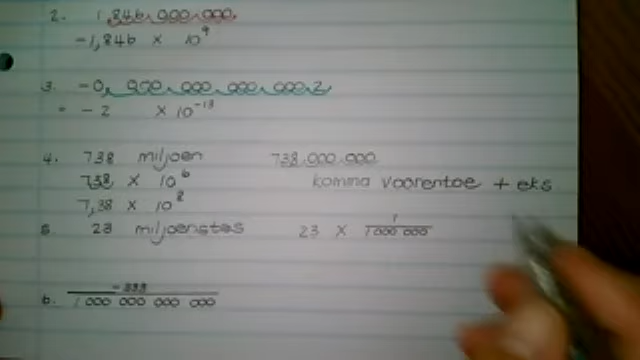 2. 1,846 000 000.
-1,846 × 10⁹
3. -0, 000 000 000 000 2
= -2 × 10⁻¹³
4. 738 miljoen 738 000 000
738 × 10⁶ komma voorentoe + eks
7,38 × 10⁸
5. 23 miljoenstes 23 × 1/1 000 000
6. -333/1 000 000 000 000